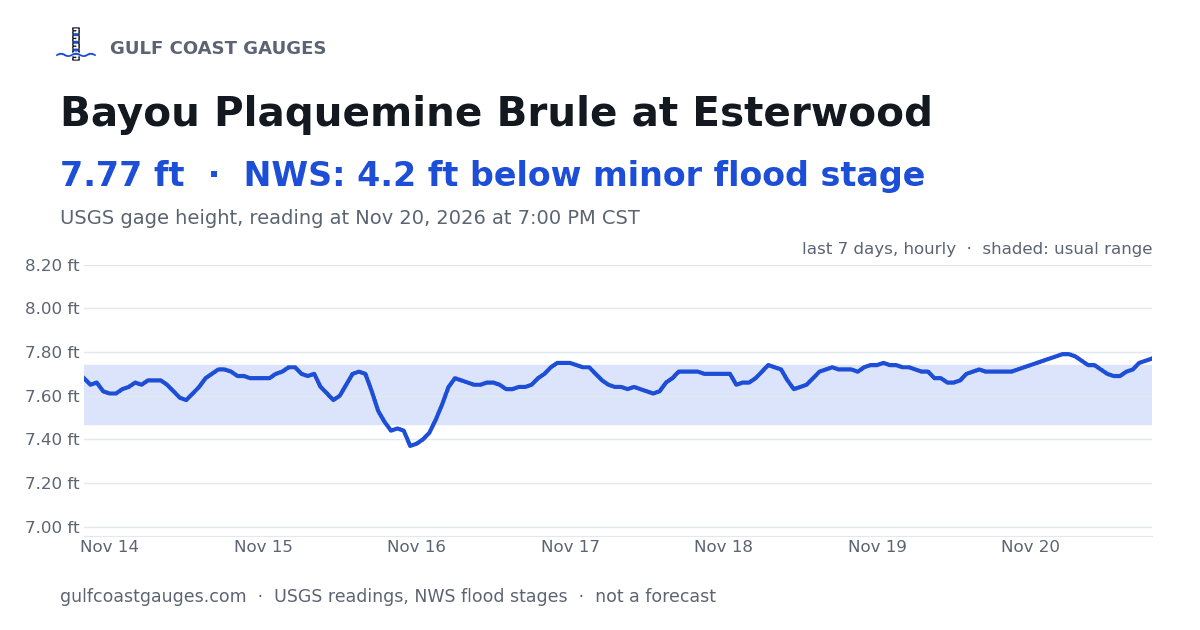 GULF COAST GAUGES
Bayou Plaquemine Brule at Esterwood
7.77 ft · NWS: 4.2 ft below minor flood stage
USGS gage height, reading at Nov 20, 2026 at 7:00 PM CST
last 7 days, hourly · shaded: usual range
8.20 ft
8.00 ft
7.80 ft
7.60 ft
7.40 ft
7.20 ft
7.00 ft
Nov 14 Nov 15 Nov 16 Nov 17 Nov 18 Nov 19 Nov 20
gulfcoastgauges.com · USGS readings, NWS flood stages · not a forecast